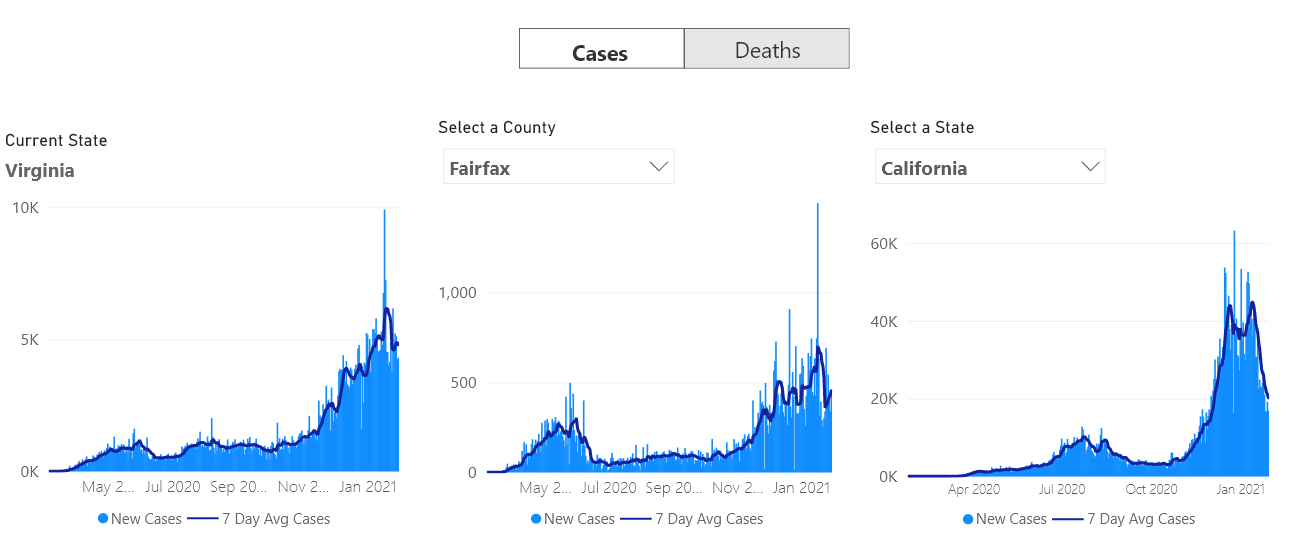 Cases Deaths
Current State
Virginia
10K
5K
0K
May 2... Jul 2020 Sep 20... Nov 2... Jan 2021
New Cases 7 Day Avg Cases
Select a County
Fairfax
1,000
500
0
May 2... Jul 2020 Sep 20... Nov 2... Jan 2021
New Cases 7 Day Avg Cases
Select a State
California
60K
40K
20K
0K
Apr 2020 Jul 2020 Oct 2020 Jan 2021
New Cases 7 Day Avg Cases